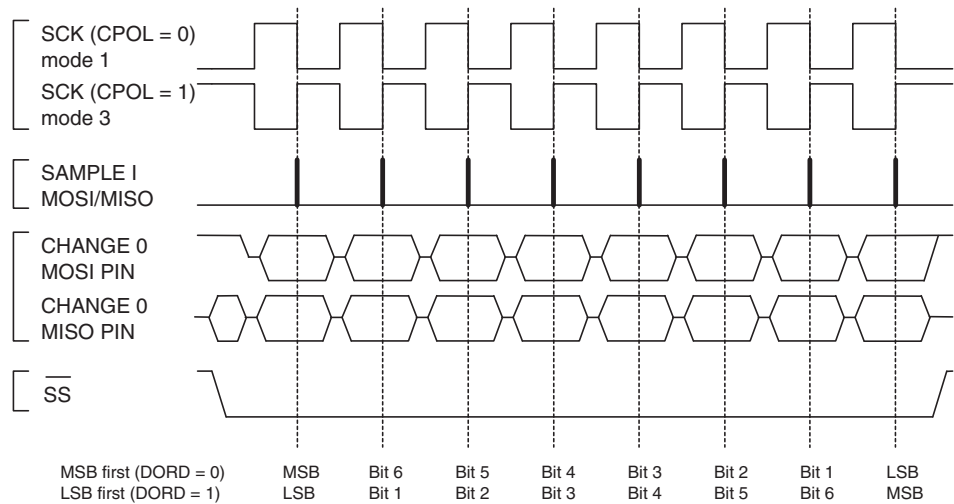 SCK (CPOL = 0)
mode 1
SCK (CPOL = 1)
mode 3
SAMPLE I
MOSI/MISO
CHANGE 0
MOSI PIN
CHANGE 0
MISO PIN
SS
MSB first (DORD = 0) MSB Bit 6 Bit 5 Bit 4 Bit 3 Bit 2 Bit 1 LSB
LSB first (DORD = 1) LSB Bit 1 Bit 2 Bit 3 Bit 4 Bit 5 Bit 6 MSB